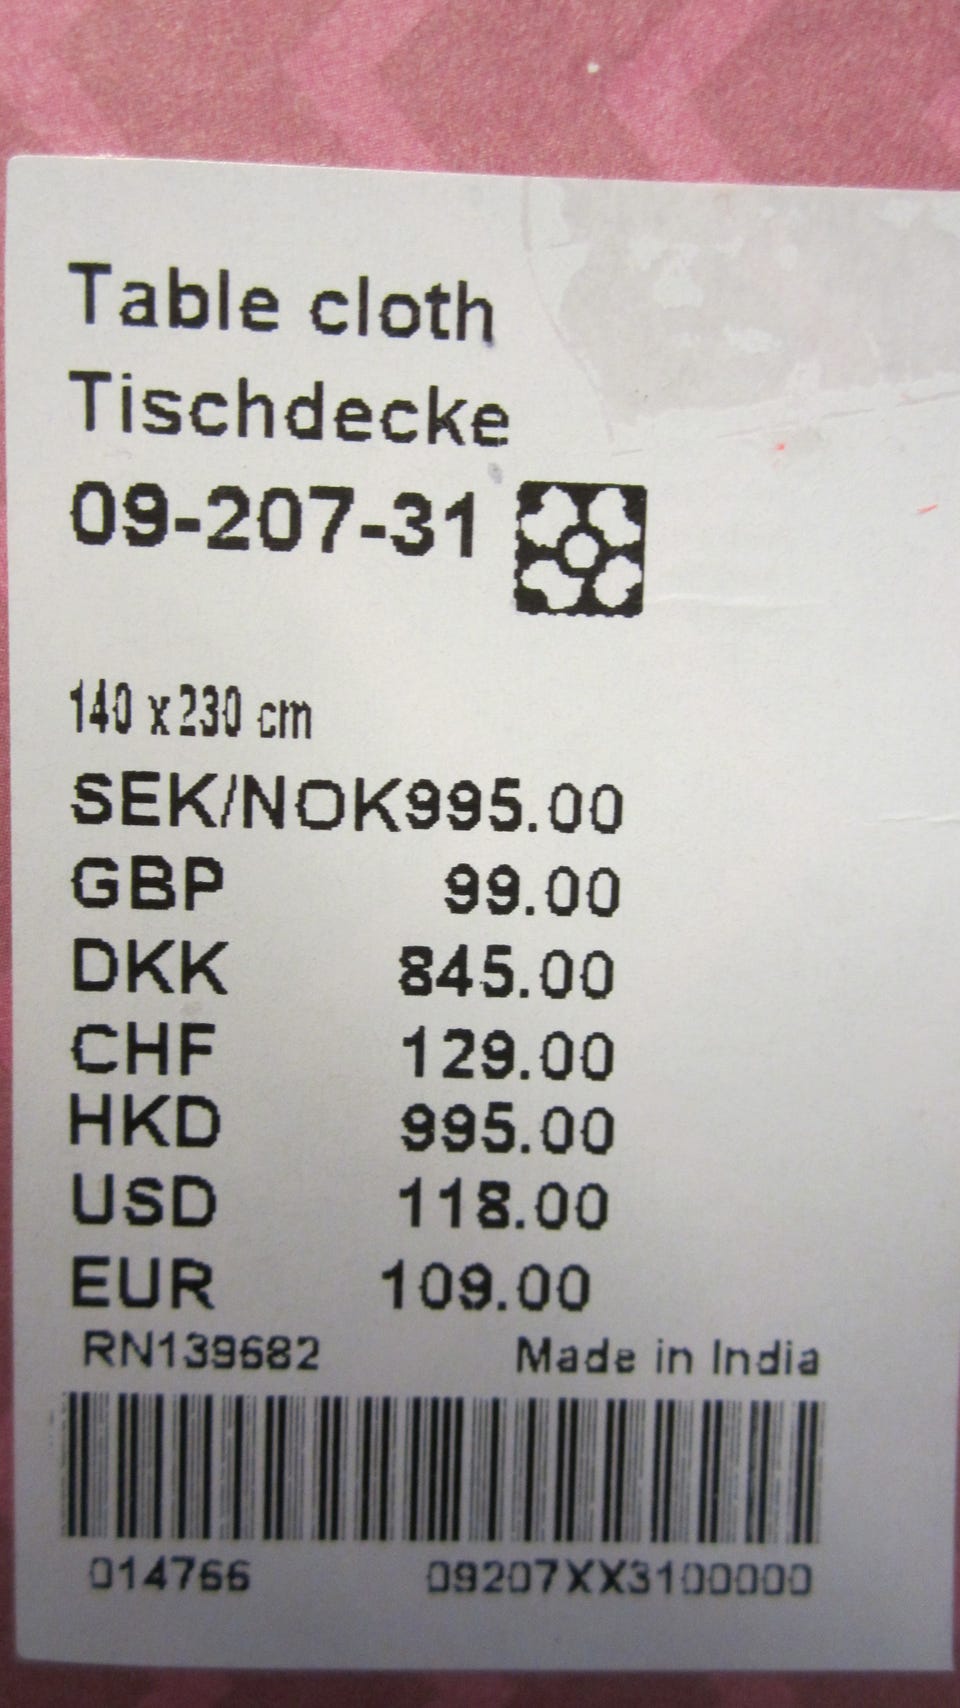 Table cloth
Tischdecke
09-207-31
140 x 230 cm
SEK/NOK995.00
GBP 99.00
DKK 845.00
CHF 129.00
HKD 995.00
USD 118.00
EUR 109.00
RN139682 Made in India
014766 09207XX3100000